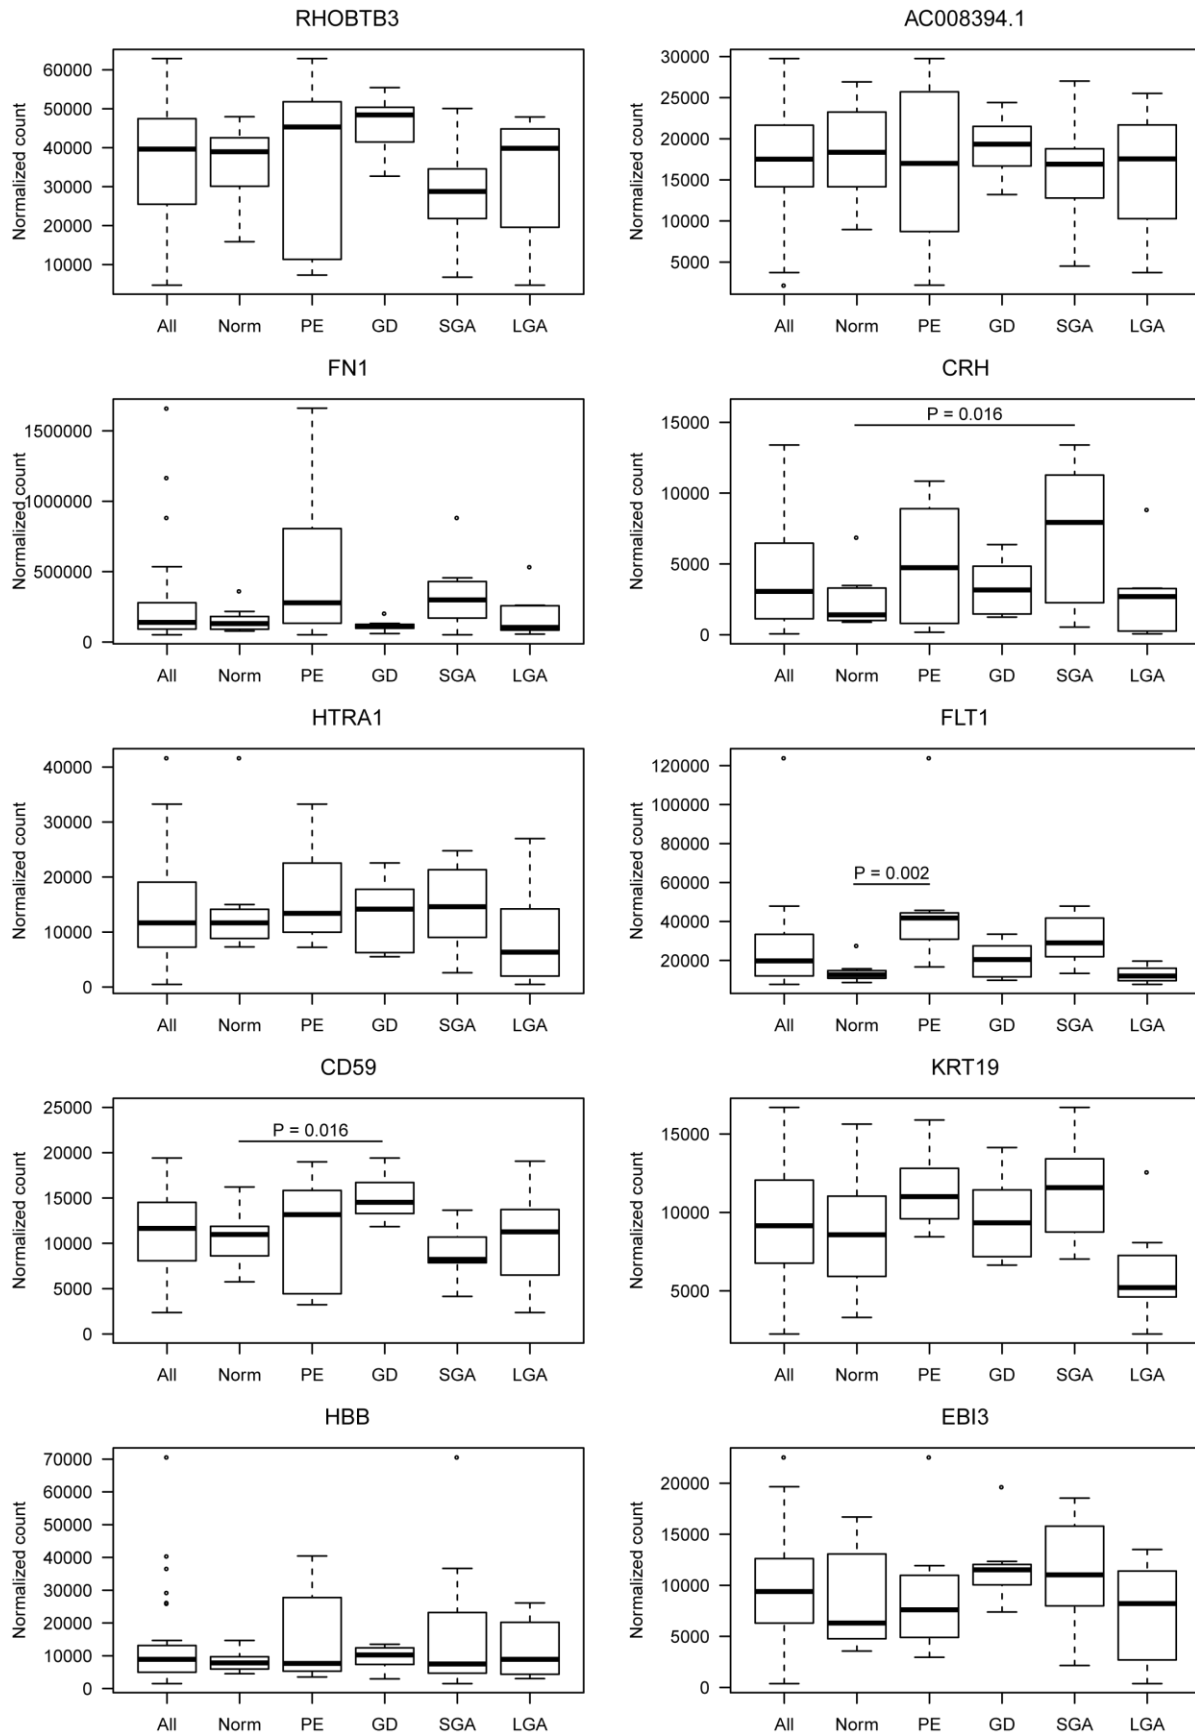 RHOBTB3
Normalized count
60000
50000
40000
30000
20000
10000
All Norm PE GD SGA LGA
AC008394.1
Normalized count
30000
25000
20000
15000
10000
5000
All Norm PE GD SGA LGA
FN1
Normalized count
1500000
1000000
500000
0
All Norm PE GD SGA LGA
CRH
Normalized count
15000
10000
5000
0
P = 0.016
All Norm PE GD SGA LGA
HTRA1
Normalized count
40000
30000
20000
10000
0
All Norm PE GD SGA LGA
FLT1
Normalized count
120000
100000
80000
60000
40000
20000
P = 0.002
All Norm PE GD SGA LGA
CD59
Normalized count
25000
20000
15000
10000
5000
0
P = 0.016
All Norm PE GD SGA LGA
KRT19
Normalized count
15000
10000
5000
All Norm PE GD SGA LGA
HBB
Normalized count
70000
60000
50000
40000
30000
20000
10000
0
All Norm PE GD SGA LGA
EBI3
Normalized count
20000
15000
10000
5000
0
All Norm PE GD SGA LGA